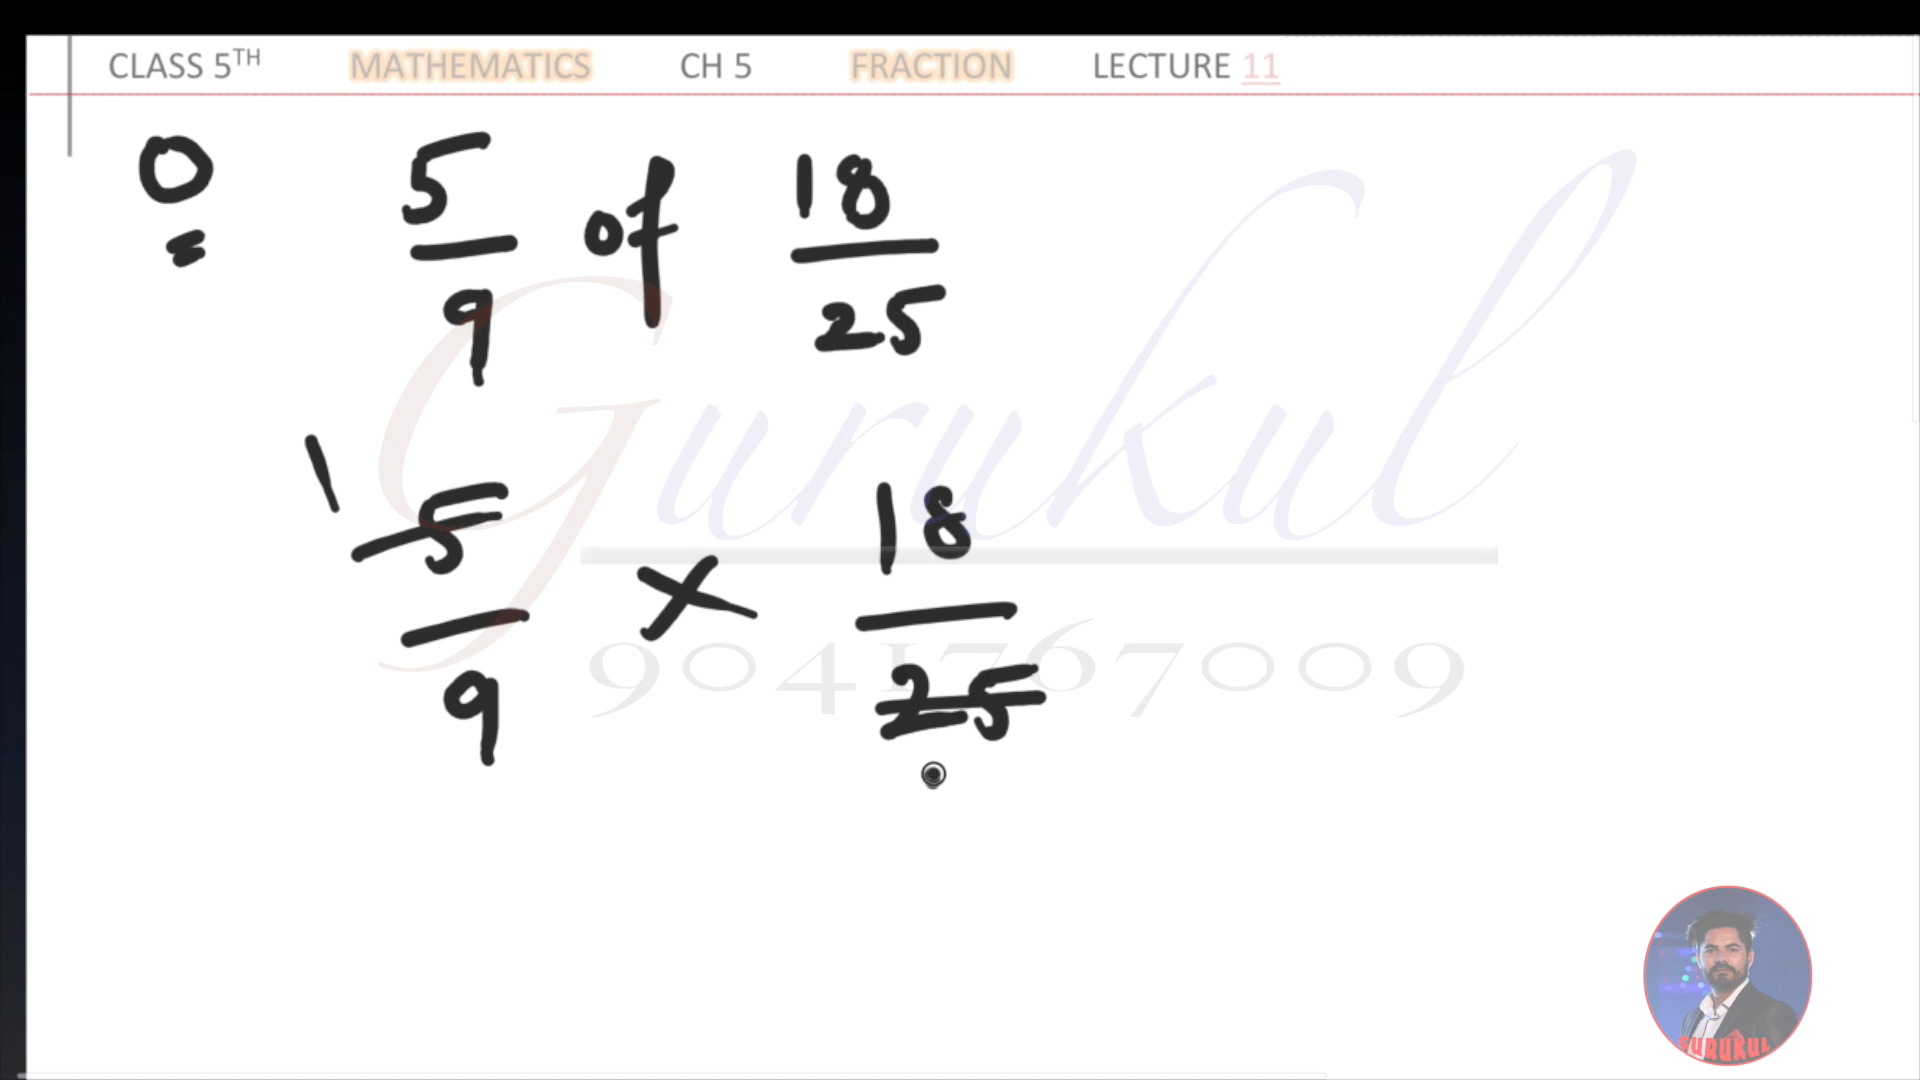 CLASS 5TH MATHEMATICS CH 5 FRACTION LECTURE 11
Q 5/9 of 18/25
1 5/9 × 18/25
Gurukul
9041767009
GURUKUL